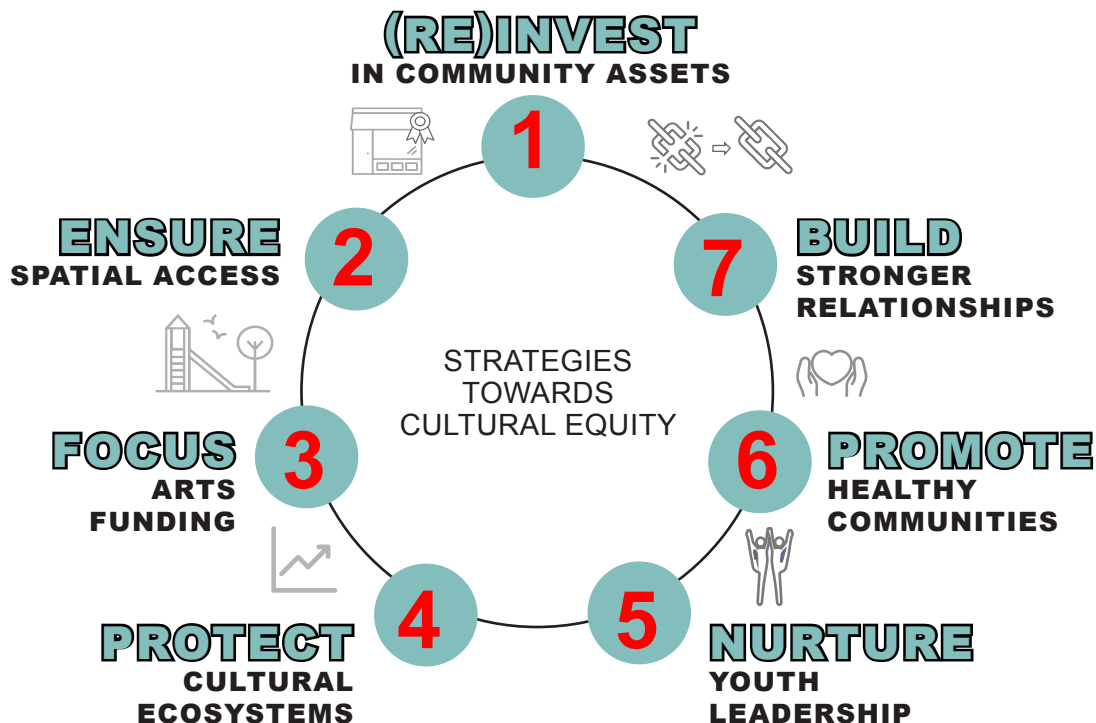 (RE)INVEST
IN COMMUNITY ASSETS
1
ENSURE
SPATIAL ACCESS
2
FOCUS
ARTS
FUNDING
3
PROTECT
CULTURAL
ECOSYSTEMS
4
NURTURE
YOUTH
LEADERSHIP
5
PROMOTE
HEALTHY
COMMUNITIES
6
BUILD
STRONGER
RELATIONSHIPS
7
STRATEGIES
TOWARDS
CULTURAL EQUITY